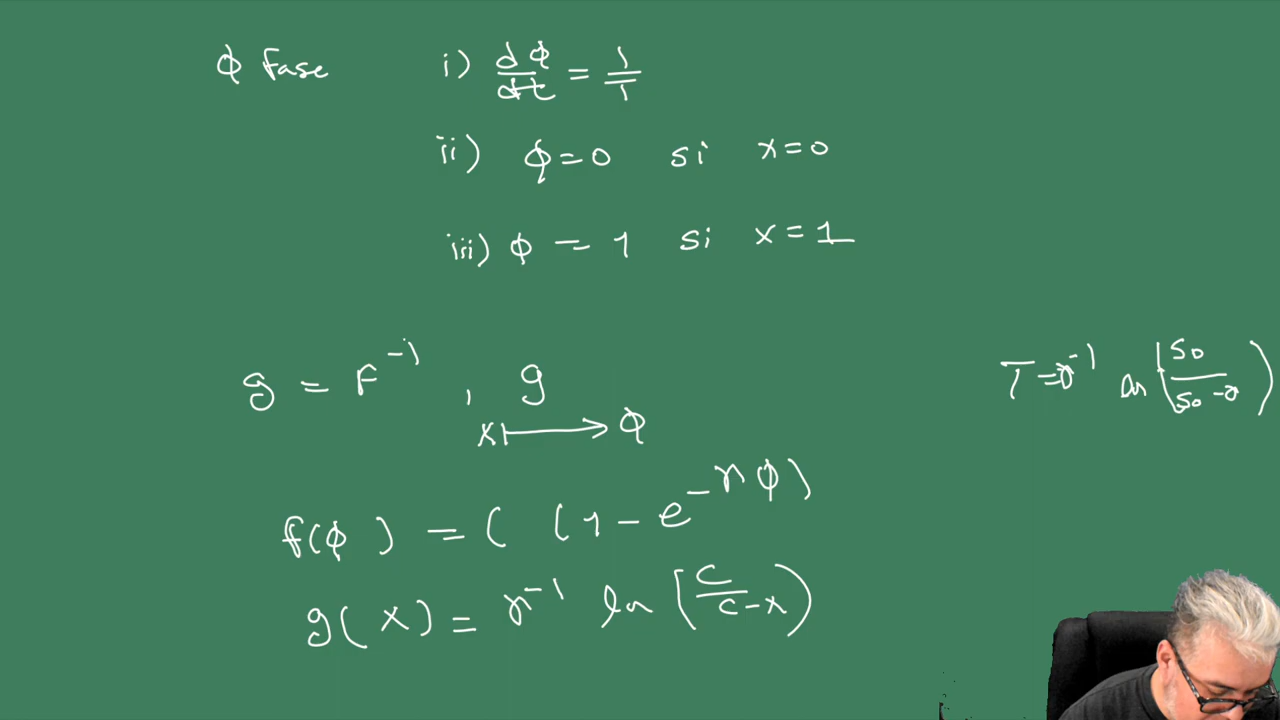 ϕ Fase i) dϕ/dt = 1/T
ii) ϕ = 0 si x = 0
iii) ϕ = 1 si x = 1
g = F⁻¹ , g
x ↦ ϕ
T = γ⁻¹ ln (S0 / (S0 - γ))
f(ϕ) = C (1 - e^(-γϕ))
g(x) = γ⁻¹ ln (C / (C - x))